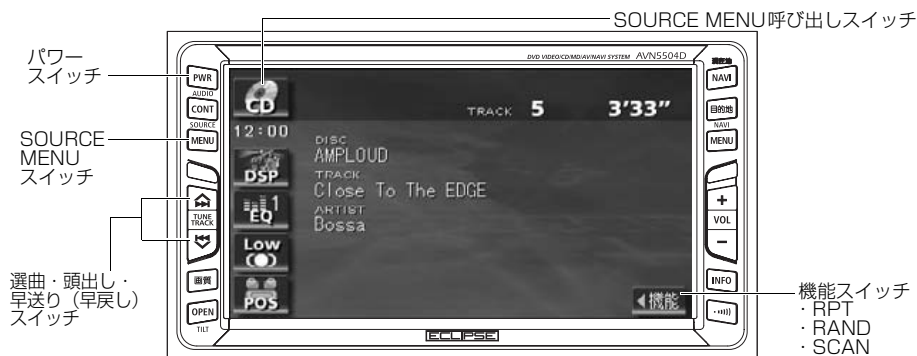 SOURCE MENU呼び出しスイッチ
パワー
スイッチ
DVD VIDEO/CD/MD/AV/NAVI SYSTEM AVN5504D
現在地
PWR
NAVI
AUDIO
CD
TRACK 5 3'33"
CONT
目的地
SOURCE
NAVI
SOURCE
MENU
スイッチ
MENU
12:00
MENU
DISC
AMPLOUD
DSP
TRACK
Close To The EDGE
ARTIST
Bossa
EQ 1
TUNE
TRACK
+
VOL
−
Low
選曲・頭出し・
早送り（早戻し）
スイッチ
画質
POS
◀機能
INFO
機能スイッチ
・RPT
・RAND
・SCAN
OPEN
TILT
ECLIPSE